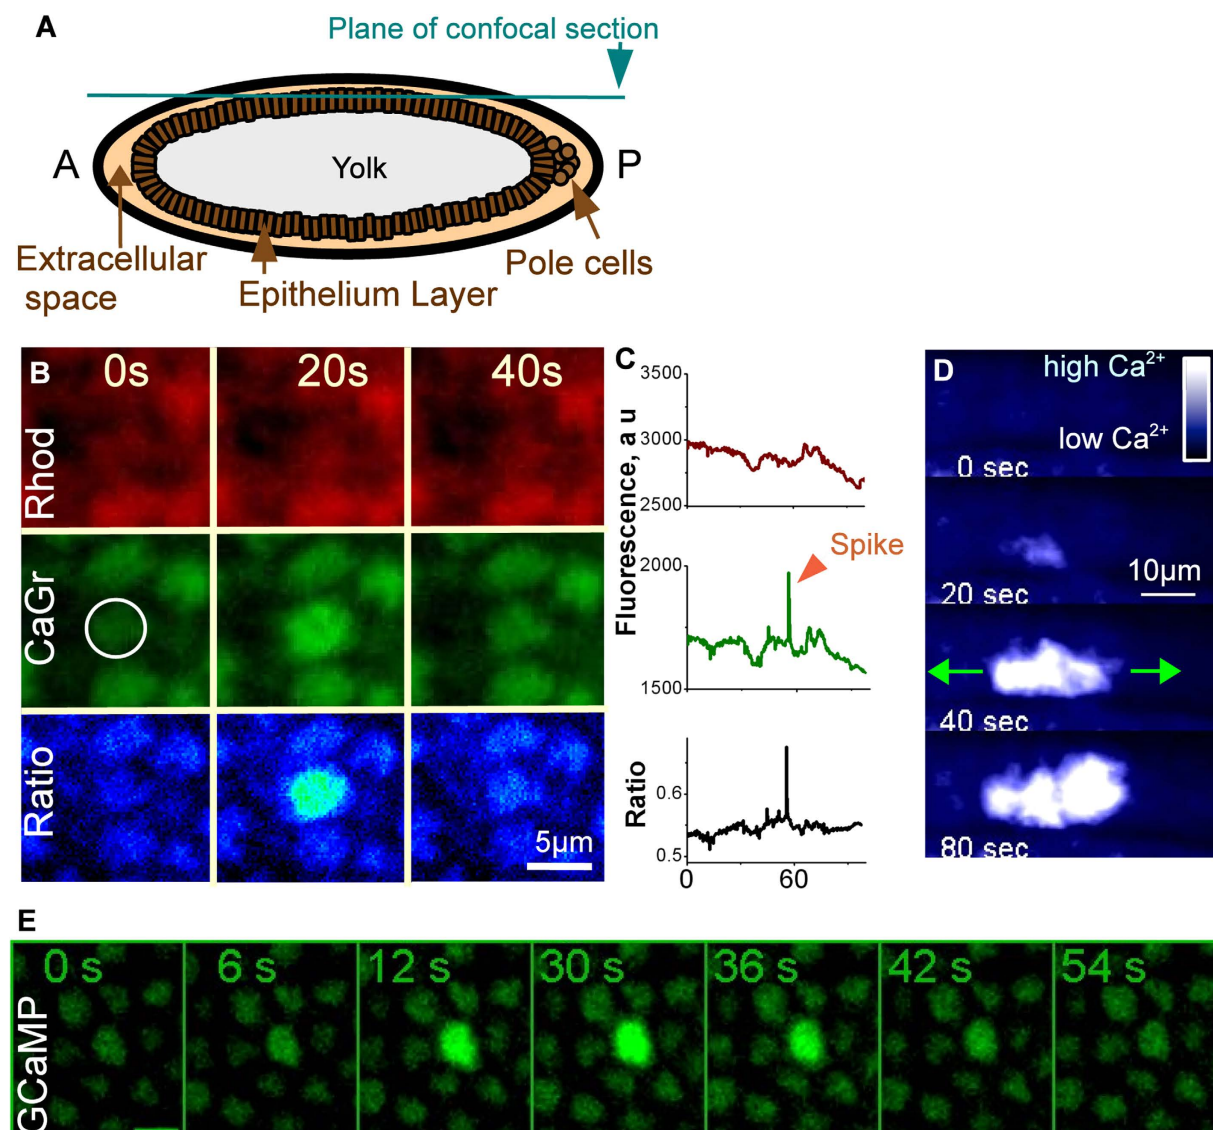 A
Plane of confocal section
A
Yolk
P
Extracellular
space
Epithelium Layer
Pole cells
B
0s
20s
40s
Rhod
CaGr
Ratio
5µm
C
Fluorescence, a u
3500
3000
2500
2000
1500
Spike
Ratio
0.6
0.5
0
60
D
high Ca²⁺
low Ca²⁺
0 sec
20 sec
10µm
40 sec
80 sec
E
0 s
6 s
12 s
30 s
36 s
42 s
54 s
GCaMP